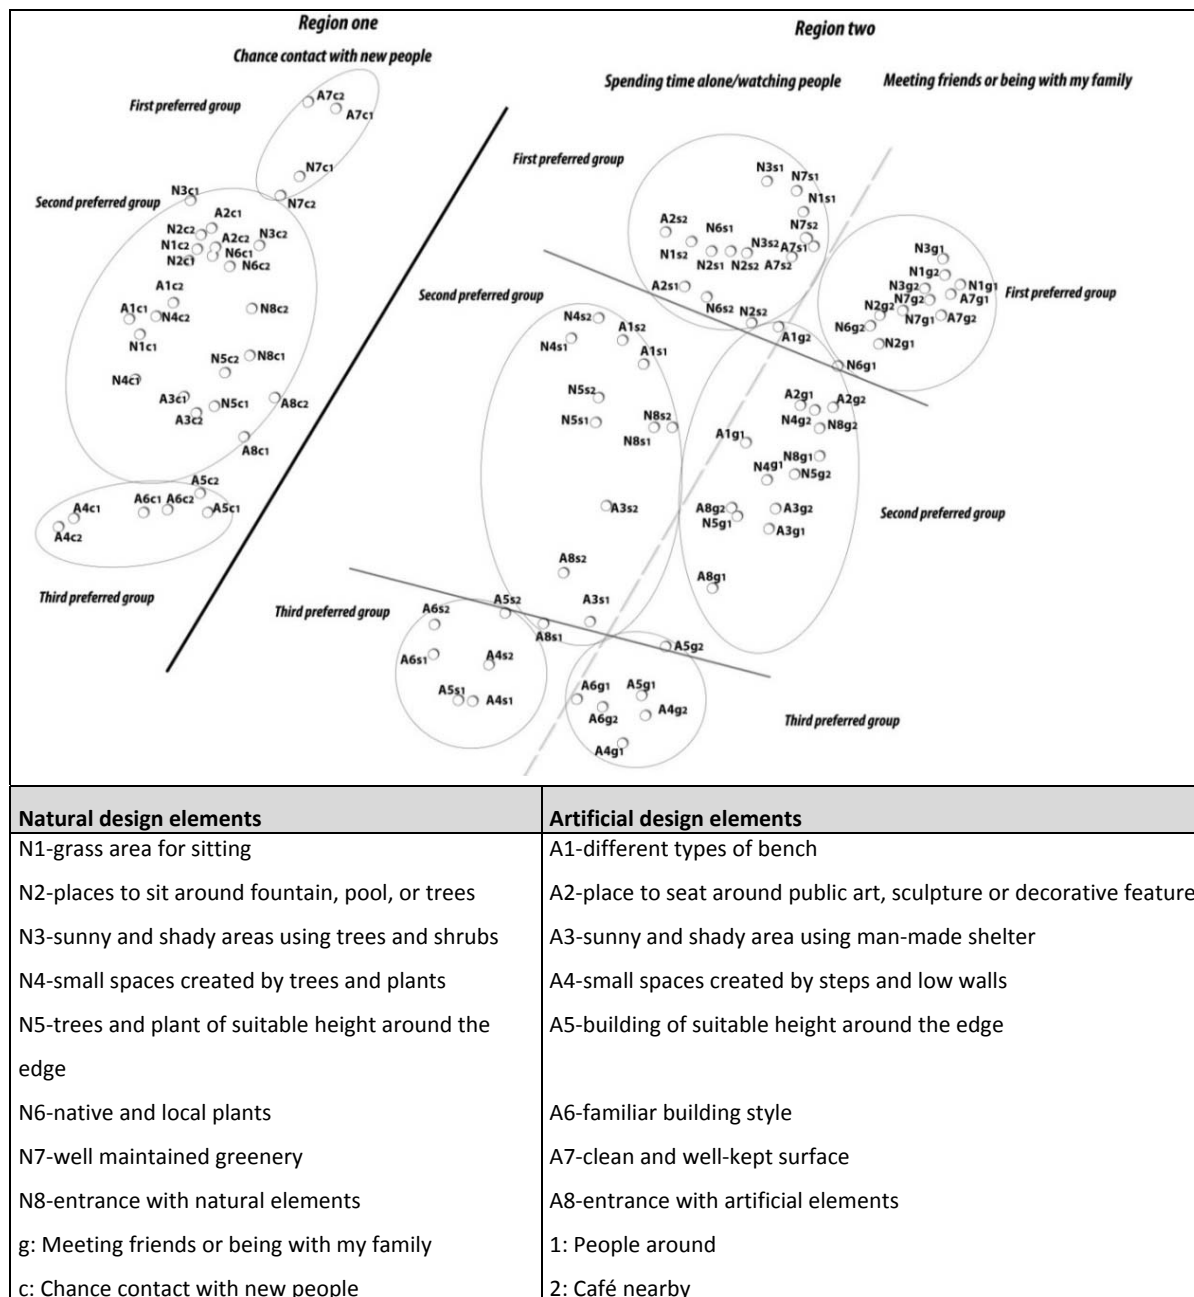 Region one
Region two
Chance contact with new people
Spending time alone/watching people
Meeting friends or being with my family
First preferred group
A7c2
A7c1
N7c1
N7c2
Second preferred group
N3c1
A2c1
N2c2
A2c2
N3c2
N1c2
N6c1
N2c1
N6c2
A1c2
A1c1
N4c2
N8c2
N1c1
N5c2
N8c1
N4c1
A3c1
N5c1
A8c2
A3c2
A8c1
A5c2
A6c1
A6c2
A4c1
A5c1
A4c2
Third preferred group
First preferred group
N3s1
N7s1
N1s1
A2s2
N6s1
N7s2
N1s2
N3s2
A7s1
N2s1
N2s2
A7s2
A2s1
N6s2
N2s2
Second preferred group
N4s2
A1s2
N4s1
A1s1
N5s2
N5s1
N8s2
N8s1
A3s2
A8s2
A3s1
A5s2
A8s1
Third preferred group
A6s2
A6s1
A4s2
A5s1
A4s1
N3g1
N1g2
N3g2
N1g1
First preferred group
N7g2
A7g1
N2g2
N7g1
A7g2
N6g2
N2g1
A1g2
N6g1
A2g1
A2g2
N4g2
N8g2
A1g1
N8g1
N4g1
N5g2
A8g2
A3g2
Second preferred group
N5g1
A3g1
A8g1
A5g2
A6g1
A5g1
A6g2
A4g2
Third preferred group
A4g1
Natural design elements
Artificial design elements
N1-grass area for sitting
A1-different types of bench
N2-places to sit around fountain, pool, or trees
A2-place to seat around public art, sculpture or decorative feature
N3-sunny and shady areas using trees and shrubs
A3-sunny and shady area using man-made shelter
N4-small spaces created by trees and plants
A4-small spaces created by steps and low walls
N5-trees and plant of suitable height around the
edge
A5-building of suitable height around the edge
N6-native and local plants
A6-familiar building style
N7-well maintained greenery
A7-clean and well-kept surface
N8-entrance with natural elements
A8-entrance with artificial elements
g: Meeting friends or being with my family
1: People around
c: Chance contact with new people
2: Café nearby